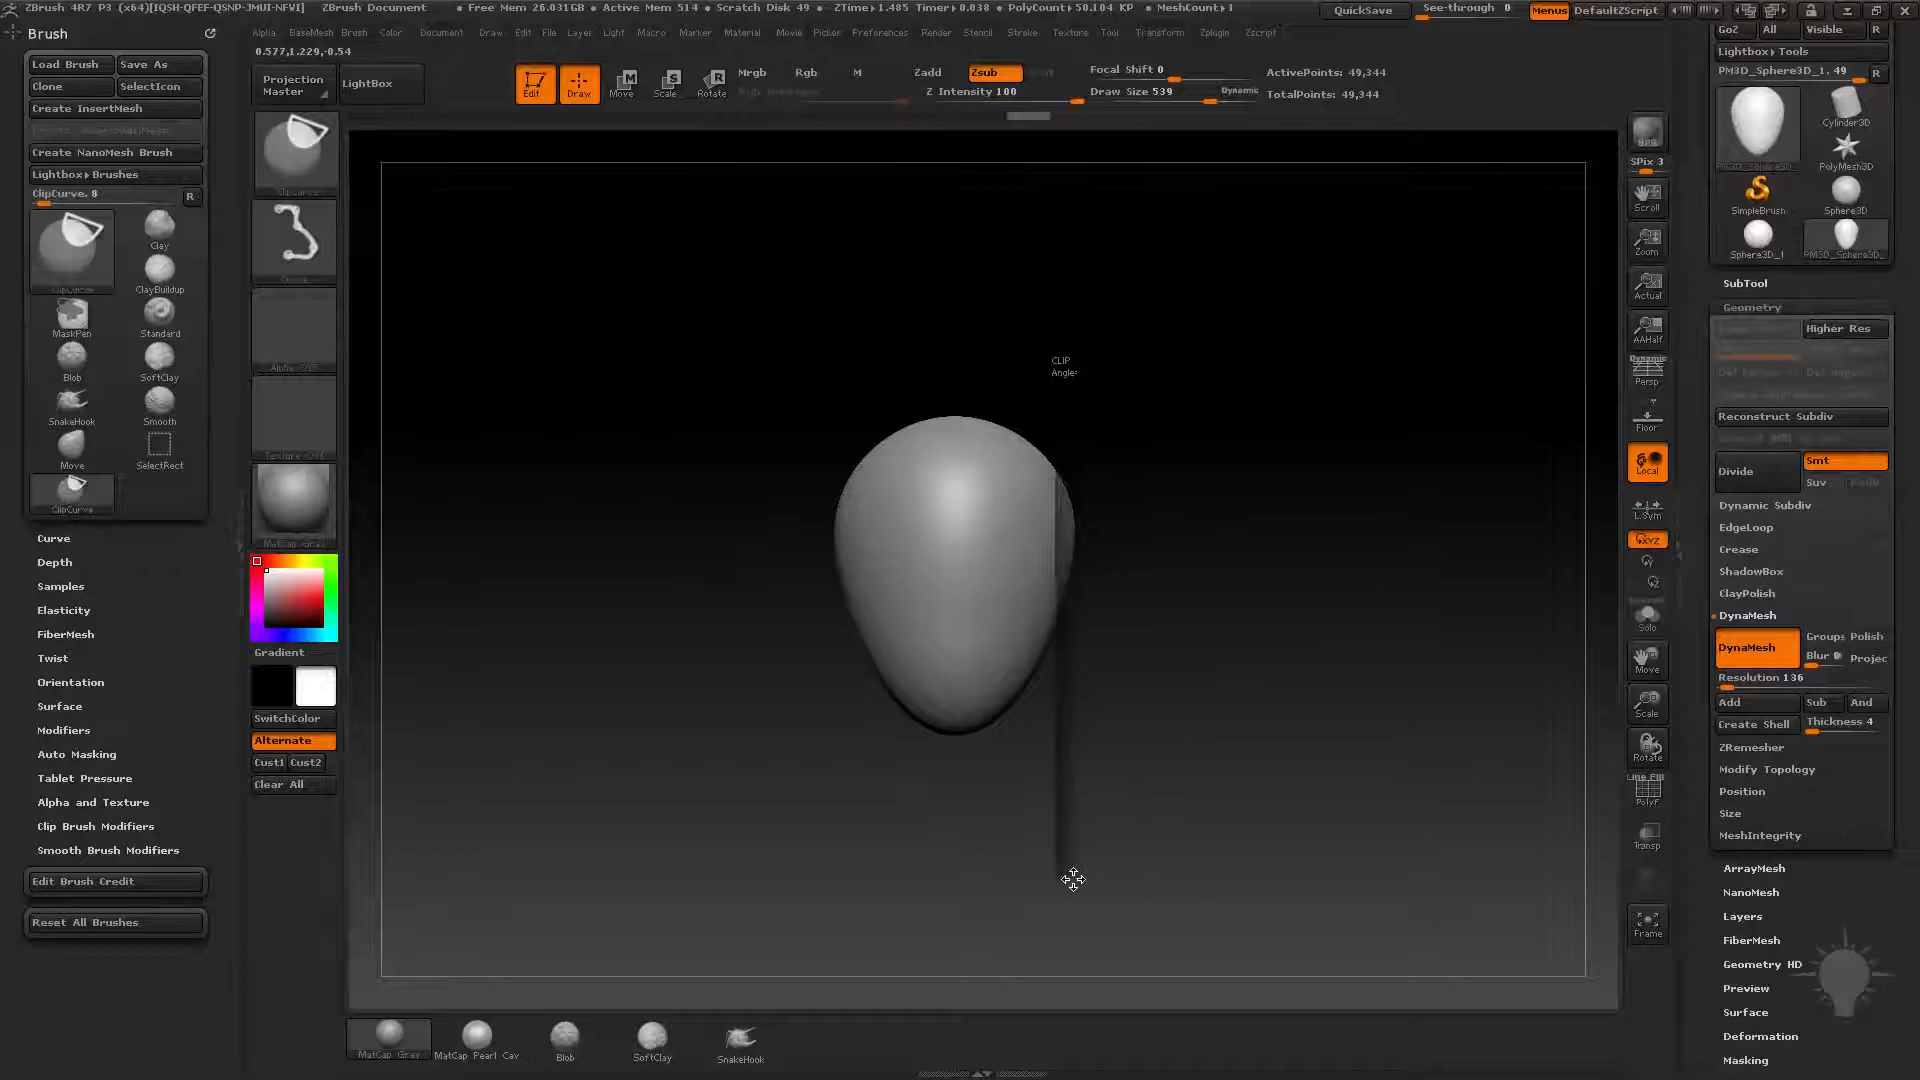 ZBrush 4R7 P3 (x64)[IQSH-QFEF-QSNP-JMUI-NFVI] ZBrush Document • Free Mem 26.031GB • Active Mem 514 • Scratch Disk 49 • ZTime▸1.485 Timer▸0.038 • PolyCount▸50.104 KP • MeshCount▸1 QuickSave See-through 0 Menus DefaultZScript
Alpha BaseMesh Brush Color Document Draw Edit File Layer Light Macro Marker Material Movie Picker Preferences Render Stencil Stroke Texture Tool Transform Zplugin Zscript
0.577,1.229,-0.54
Brush
Load Brush Save As
Clone SelectIcon
Create InsertMesh
Create NanoMesh Brush
Lightbox▸Brushes
ClipCurve. 8 R
ClipCurve
Clay
ClayBuildup
MaskPen
Standard
Blob
SoftClay
SnakeHook
Smooth
Move
SelectRect
ClipCurve
Curve
Depth
Samples
Elasticity
FiberMesh
Twist
Orientation
Surface
Modifiers
Auto Masking
Tablet Pressure
Alpha and Texture
Clip Brush Modifiers
Smooth Brush Modifiers
Edit Brush Credit
Reset All Brushes
Projection
Master
LightBox
Edit Draw Move Scale Rotate
Mrgb Rgb M
Zadd Zsub
Z Intensity 100
Focal Shift 0
Draw Size 539 Dynamic
ActivePoints: 49,344
TotalPoints: 49,344
Gradient
SwitchColor
Alternate
Cust1 Cust2
Clear All
CLIP
Angle:
MatCap Gray
MatCap Pearl Cav
Blob
SoftClay
SnakeHook
BPR
SPix 3
Scroll
Zoom
Actual
AAHalf
Dynamic
Persp
Floor
Local
L.Sym
XYZ
Solo
Move
Scale
Rotate
Line Fill
PolyF
Transp
Frame
GoZ All Visible R
Lightbox▸Tools
PM3D_Sphere3D_1. 49 R
Cylinder3D
PolyMesh3D
SimpleBrush
Sphere3D
Sphere3D_1
PM3D_Sphere3D_
SubTool
Geometry
Higher Res
Reconstruct Subdiv
Divide
Smt
Suv
Dynamic Subdiv
EdgeLoop
Crease
ShadowBox
ClayPolish
DynaMesh
DynaMesh
Groups Polish
Blur Projec
Resolution 136
Add Sub And
Create Shell Thickness 4
ZRemesher
Modify Topology
Position
Size
MeshIntegrity
ArrayMesh
NanoMesh
Layers
FiberMesh
Geometry HD
Preview
Surface
Deformation
Masking